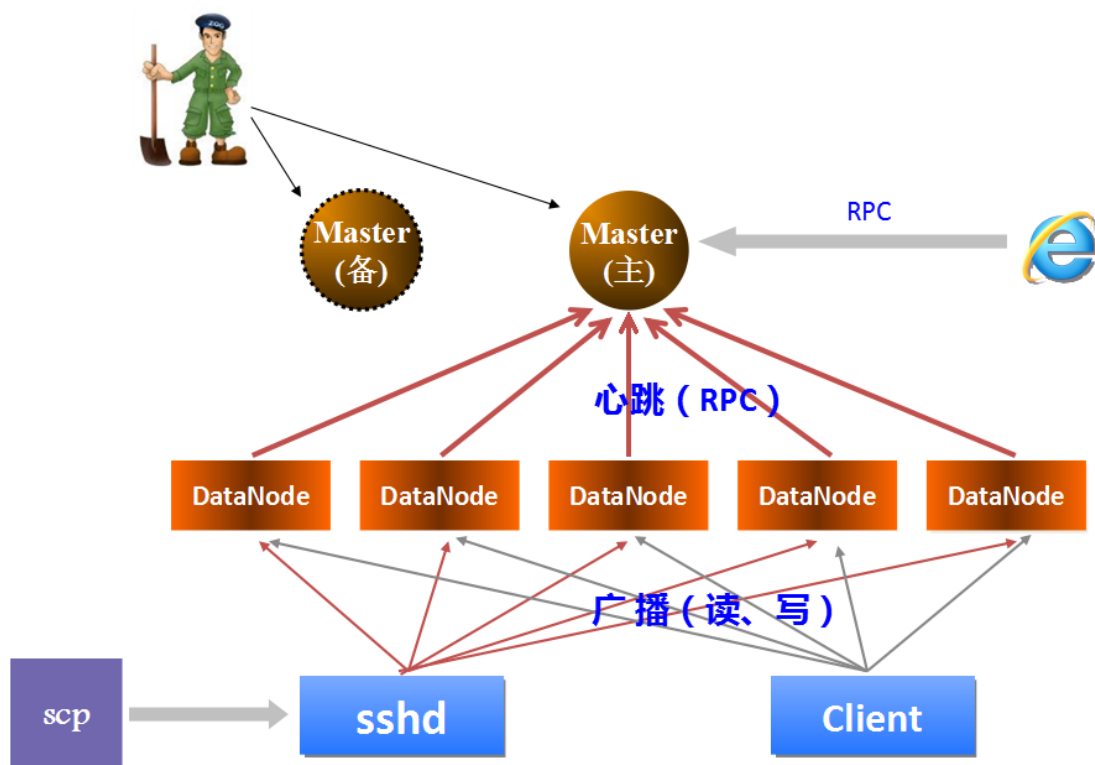 ZOO
Master
(备)
Master
(主)
RPC
心跳（RPC）
DataNode
DataNode
DataNode
DataNode
DataNode
广播（读、写）
scp
sshd
Client